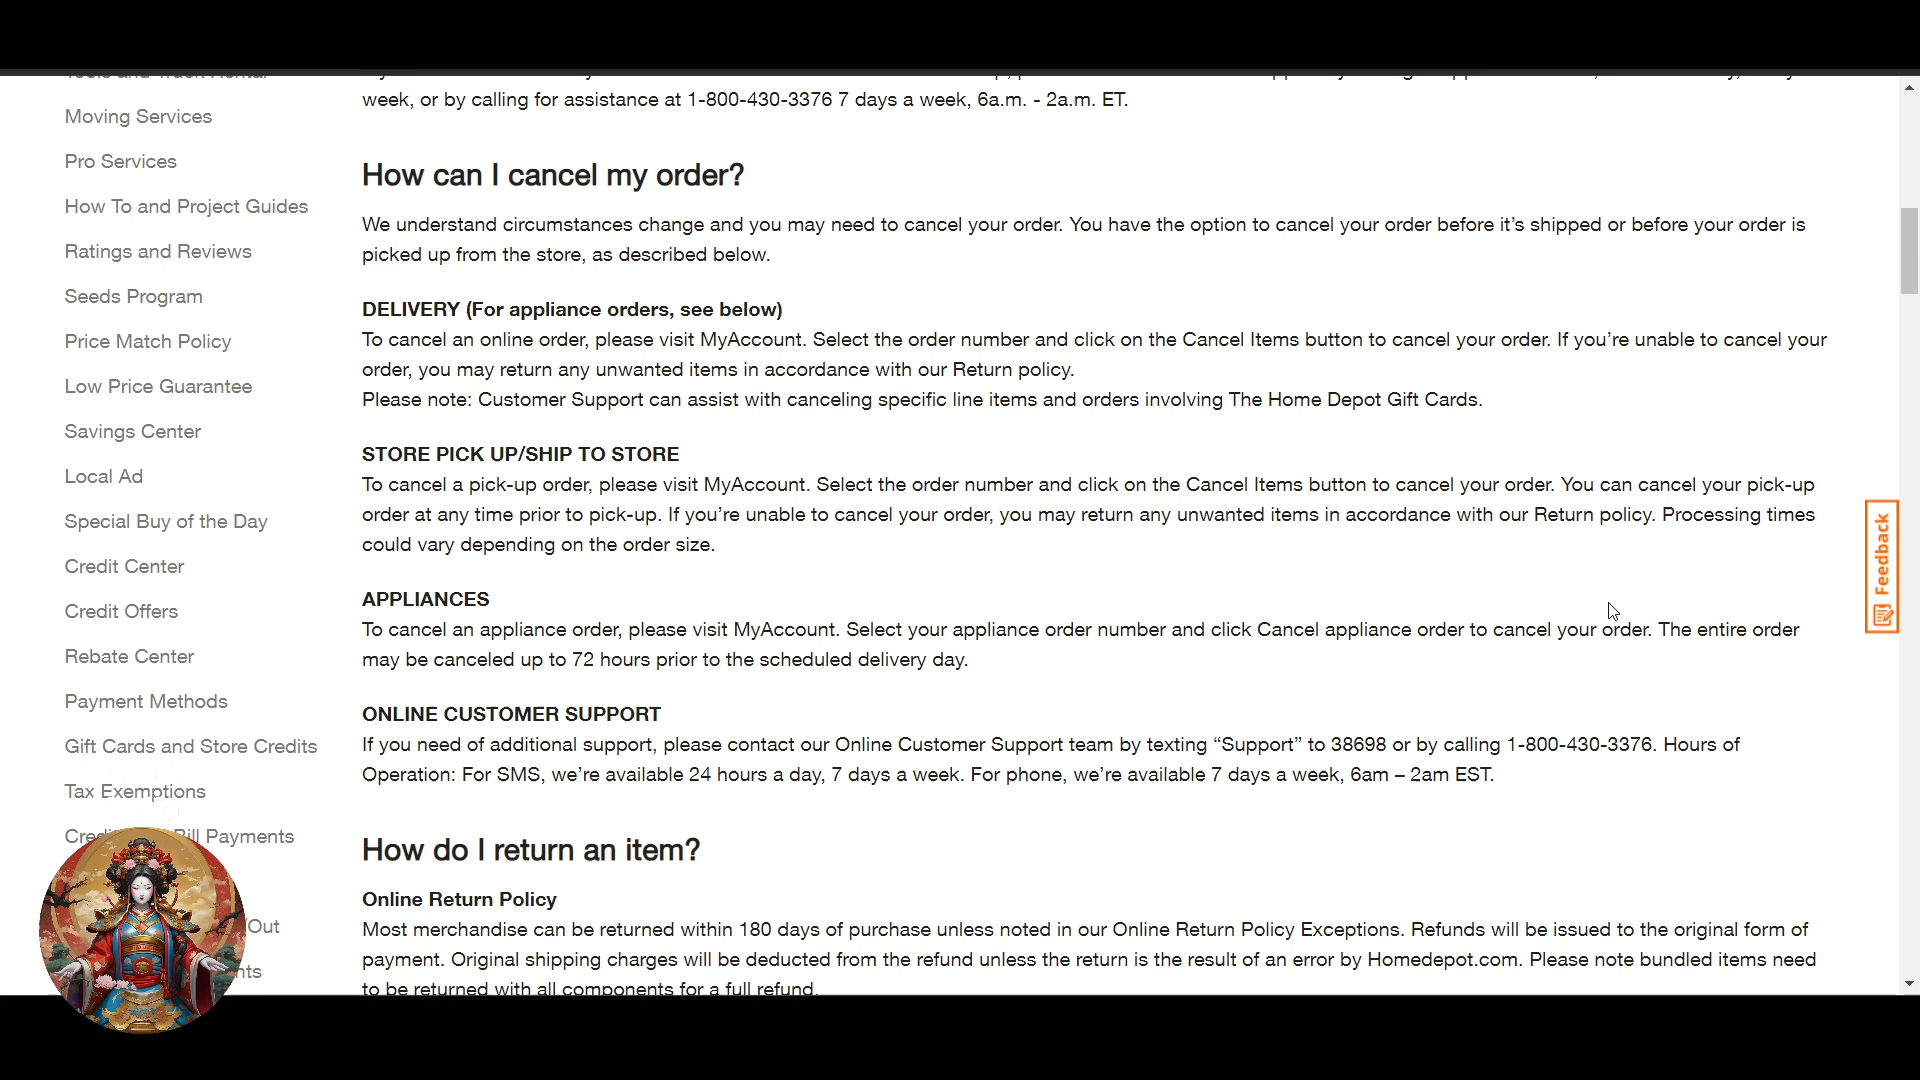 Moving Services
Pro Services
How To and Project Guides
Ratings and Reviews
Seeds Program
Price Match Policy
Low Price Guarantee
Savings Center
Local Ad
Special Buy of the Day
Credit Center
Credit Offers
Rebate Center
Payment Methods
Gift Cards and Store Credits
Tax Exemptions
Bill Payments
/Out
week, or by calling for assistance at 1-800-430-3376 7 days a week, 6a.m. - 2a.m. ET.
How can I cancel my order?
We understand circumstances change and you may need to cancel your order. You have the option to cancel your order before it’s shipped or before your order is
picked up from the store, as described below.
DELIVERY (For appliance orders, see below)
To cancel an online order, please visit MyAccount. Select the order number and click on the Cancel Items button to cancel your order. If you’re unable to cancel your
order, you may return any unwanted items in accordance with our Return policy.
Please note: Customer Support can assist with canceling specific line items and orders involving The Home Depot Gift Cards.
STORE PICK UP/SHIP TO STORE
To cancel a pick-up order, please visit MyAccount. Select the order number and click on the Cancel Items button to cancel your order. You can cancel your pick-up
order at any time prior to pick-up. If you’re unable to cancel your order, you may return any unwanted items in accordance with our Return policy. Processing times
could vary depending on the order size.
APPLIANCES
To cancel an appliance order, please visit MyAccount. Select your appliance order number and click Cancel appliance order to cancel your order. The entire order
may be canceled up to 72 hours prior to the scheduled delivery day.
ONLINE CUSTOMER SUPPORT
If you need of additional support, please contact our Online Customer Support team by texting “Support” to 38698 or by calling 1-800-430-3376. Hours of
Operation: For SMS, we’re available 24 hours a day, 7 days a week. For phone, we’re available 7 days a week, 6am – 2am EST.
How do I return an item?
Online Return Policy
Most merchandise can be returned within 180 days of purchase unless noted in our Online Return Policy Exceptions. Refunds will be issued to the original form of
payment. Original shipping charges will be deducted from the refund unless the return is the result of an error by Homedepot.com. Please note bundled items need
to be returned with all components for a full refund.
Feedback